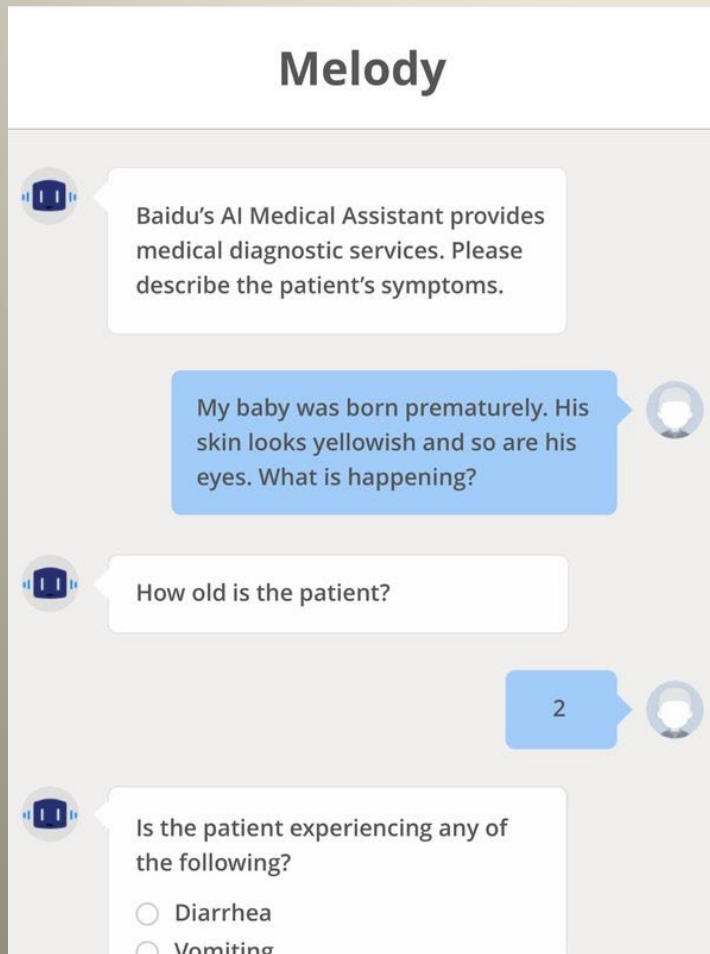 Melody
Baidu’s AI Medical Assistant provides
medical diagnostic services. Please
describe the patient’s symptoms.
My baby was born prematurely. His
skin looks yellowish and so are his
eyes. What is happening?
How old is the patient?
2
Is the patient experiencing any of
the following?
Diarrhea
Vomiting